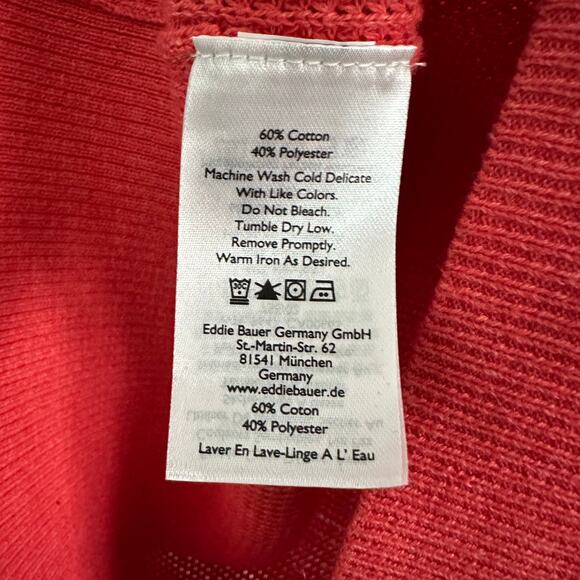 60% Cotton
40% Polyester
Machine Wash Cold Delicate
With Like Colors.
Do Not Bleach.
Tumble Dry Low.
Remove Promptly.
Warm Iron As Desired.
30C
Eddie Bauer Germany GmbH
St.-Martin-Str. 62
81541 München
Germany
www.eddiebauer.de
60% Coton
40% Polyester
Laver En Lave-Linge A L' Eau